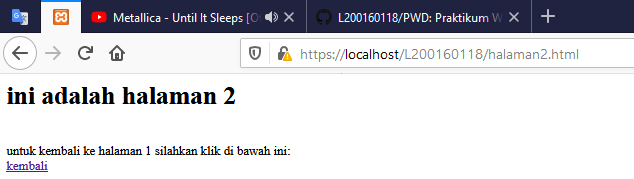 Metallica - Until It Sleeps [O
L200160118/PWD: Praktikum W
https://localhost/L200160118/halaman2.html
ini adalah halaman 2
untuk kembali ke halaman 1 silahkan klik di bawah ini:
kembali